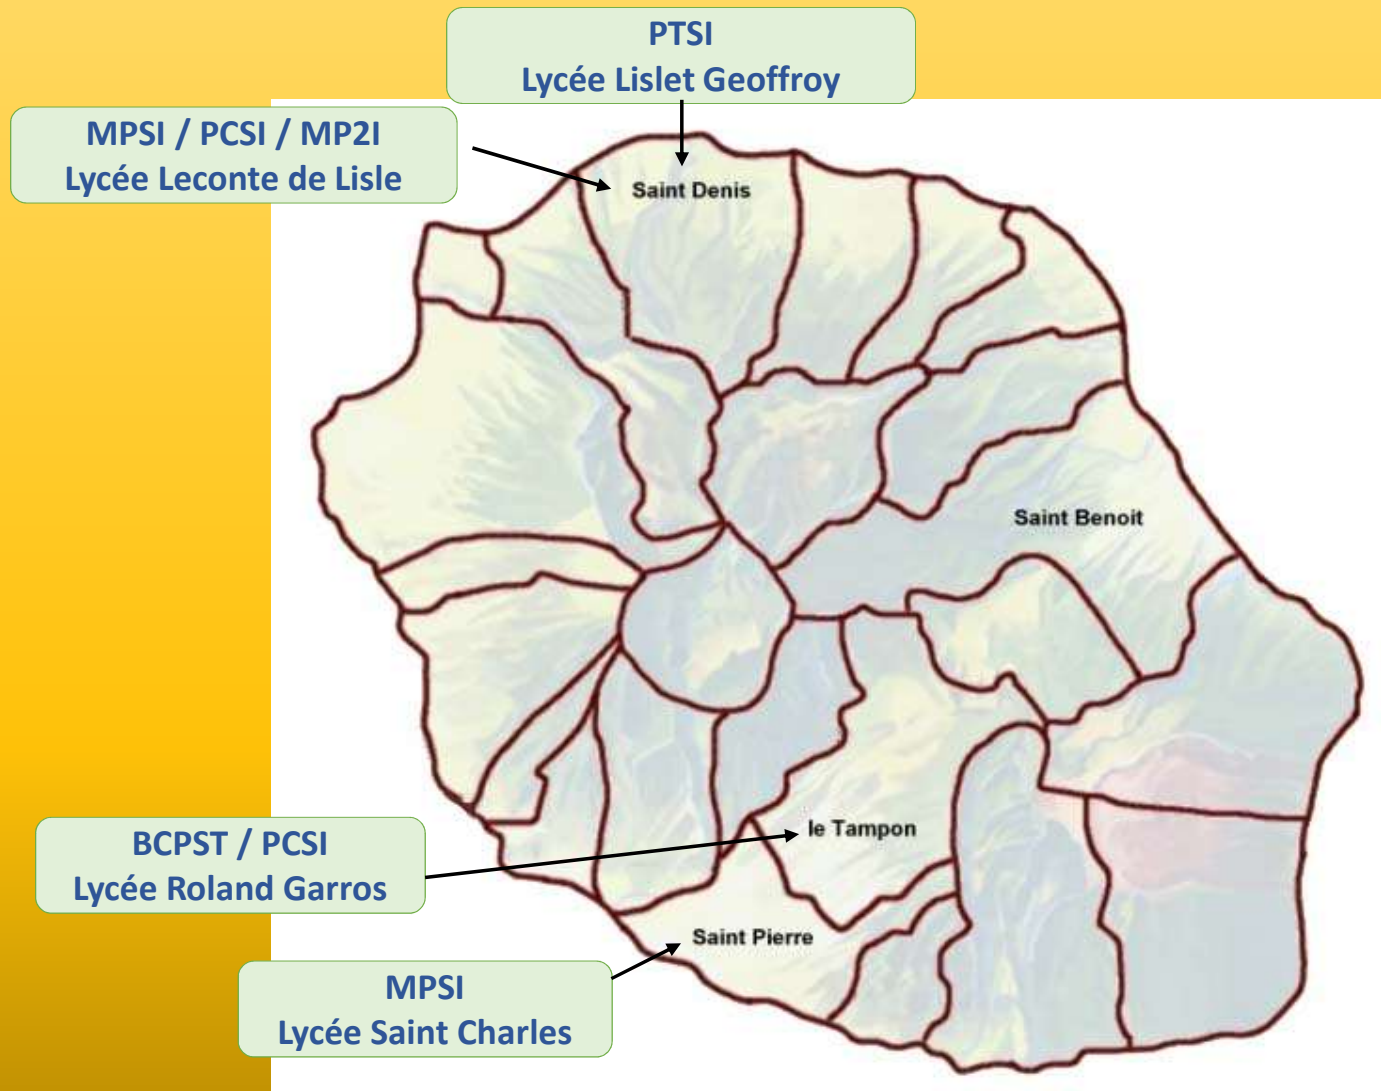 PTSI
Lycée Lislet Geoffroy
MPSI / PCSI / MP2I
Lycée Leconte de Lisle
Saint Denis
Saint Benoit
BCPST / PCSI
Lycée Roland Garros
le Tampon
Saint Pierre
MPSI
Lycée Saint Charles